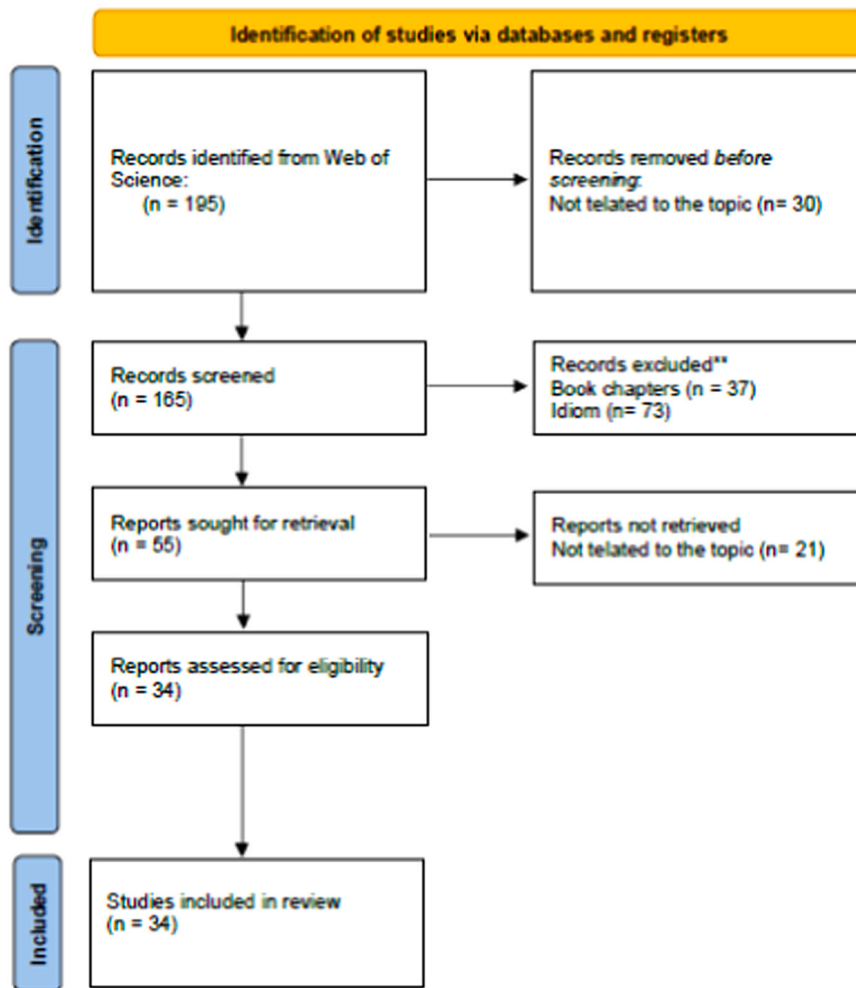 Identification of studies via databases and registers
Identification
Records identified from Web of
Science:
(n = 195)
Records removed before
screening:
Not telated to the topic (n= 30)
Screening
Records screened
(n = 165)
Records excluded**
Book chapters (n = 37)
Idiom (n= 73)
Reports sought for retrieval
(n = 55)
Reports not retrieved
Not telated to the topic (n= 21)
Reports assessed for eligibility
(n = 34)
Included
Studies included in review
(n = 34)